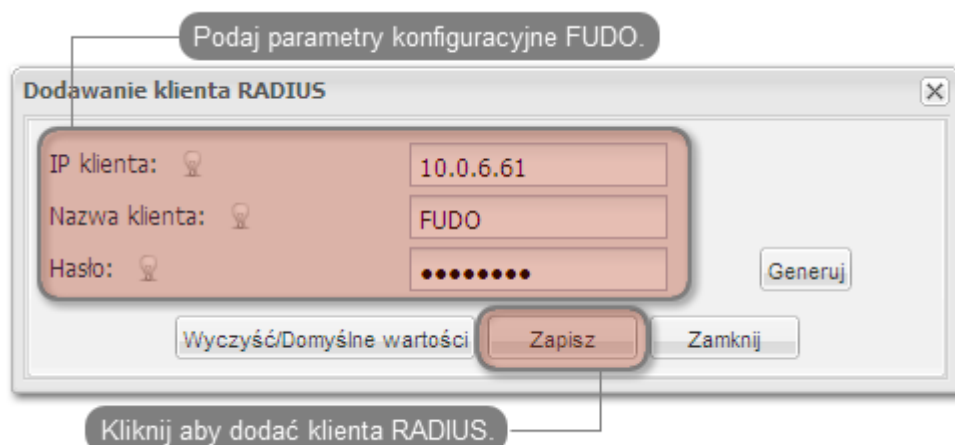 Podaj parametry konfiguracyjne FUDO.
Dodawanie klienta RADIUS
IP klienta: 10.0.6.61
Nazwa klienta: FUDO
Hasło: ●●●●●●●●
Generuj
Wyczyść/Domyślne wartości Zapisz Zamknij
Kliknij aby dodać klienta RADIUS.